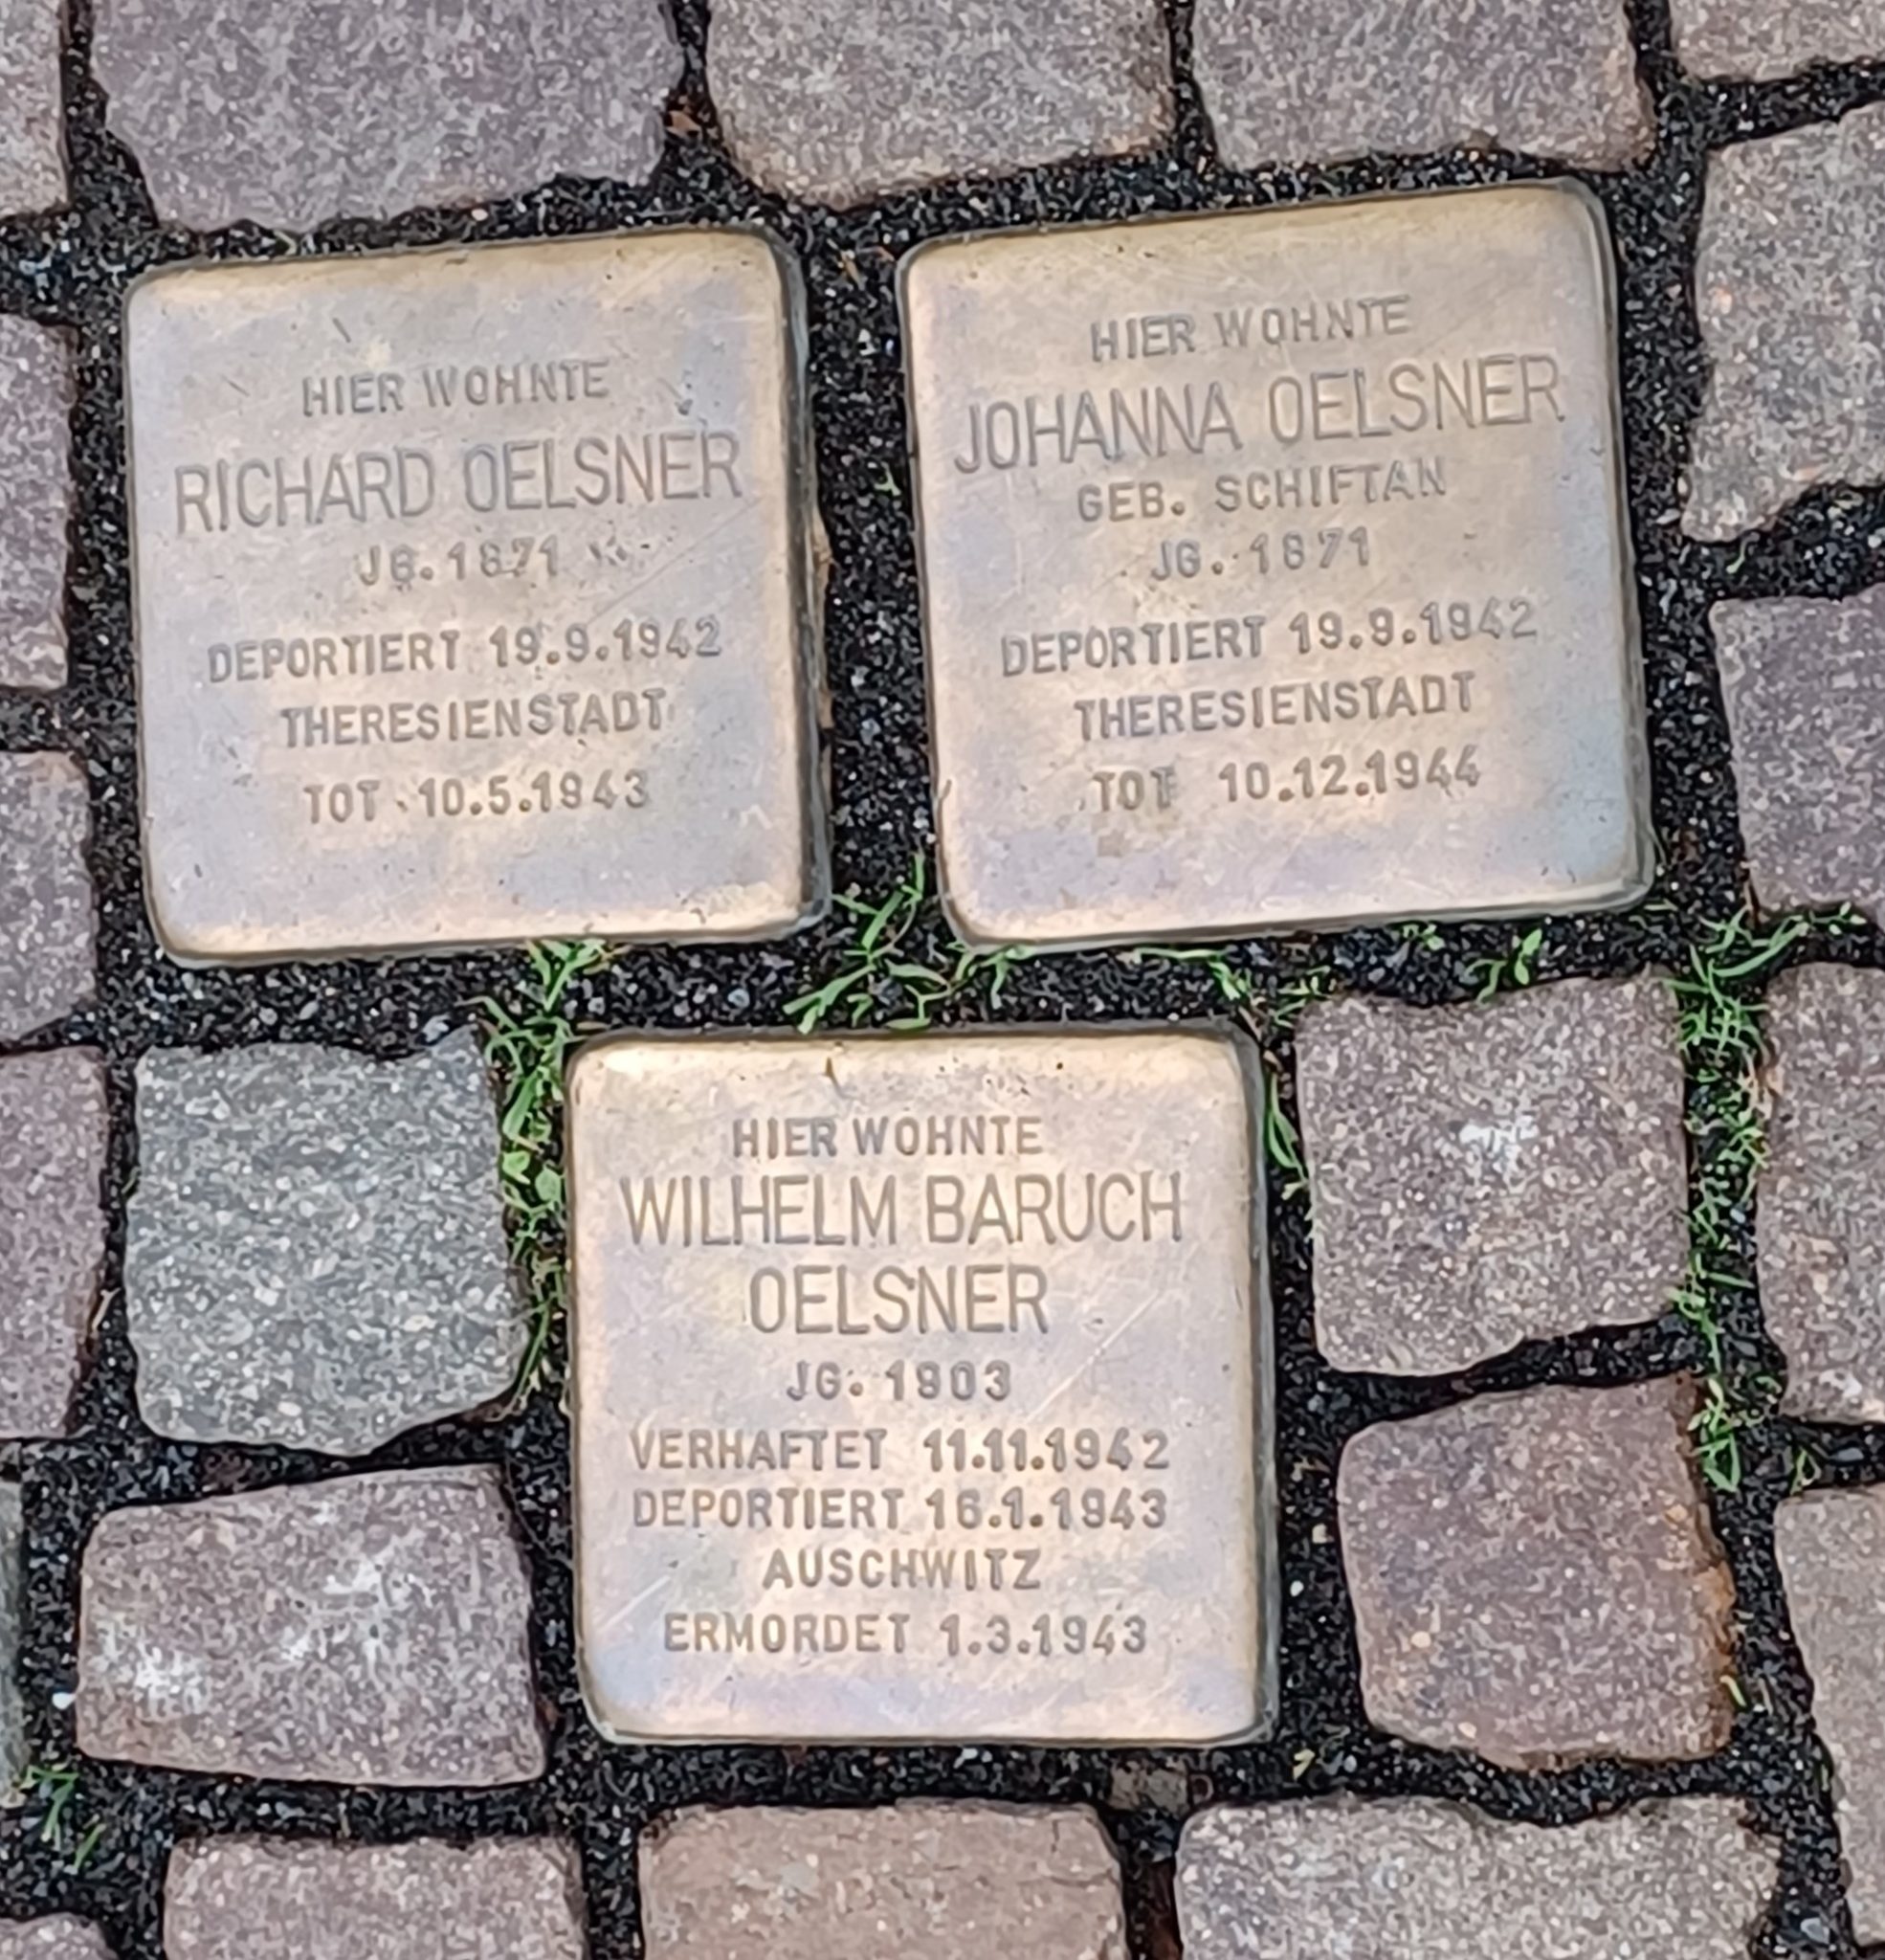 HIER WOHNTE
RICHARD OELSNER
JG. 1871
DEPORTIERT 19.9.1942
THERESIENSTADT
TOT 10.5.1943
HIER WOHNTE
JOHANNA OELSNER
GEB. SCHIFTAN
JG. 1871
DEPORTIERT 19.9.1942
THERESIENSTADT
TOT 10.12.1944
HIER WOHNTE
WILHELM BARUCH
OELSNER
JG. 1903
VERHAFTET 11.11.1942
DEPORTIERT 16.1.1943
AUSCHWITZ
ERMORDET 1.3.1943